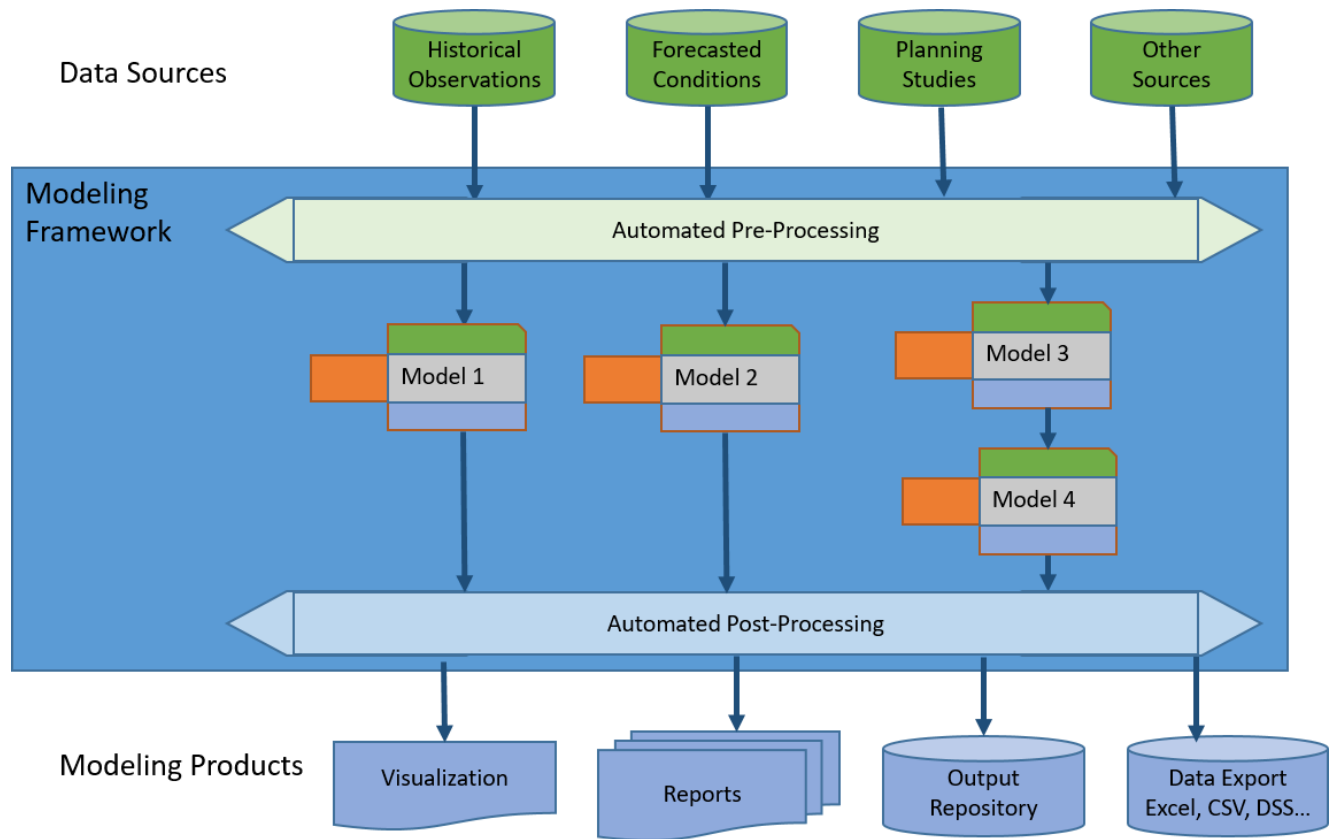 Data Sources
Historical
Observations
Forecasted
Conditions
Planning
Studies
Other
Sources
Modeling
Framework
Automated Pre-Processing
Model 1
Model 2
Model 3
Model 4
Automated Post-Processing
Modeling Products
Visualization
Reports
Output
Repository
Data Export
Excel, CSV, DSS...